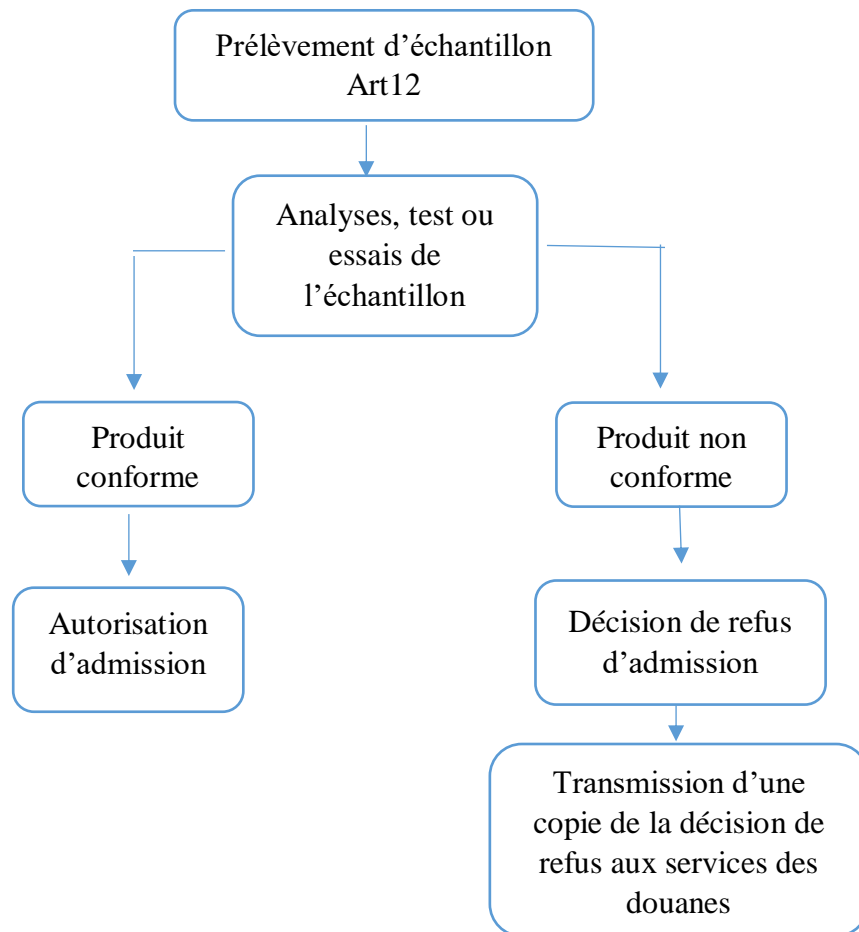 Prélèvement d’échantillon
Art12
Analyses, test ou
essais de
l’échantillon
Produit
conforme
Produit non
conforme
Autorisation
d’admission
Décision de refus
d’admission
Transmission d’une
copie de la décision de
refus aux services des
douanes